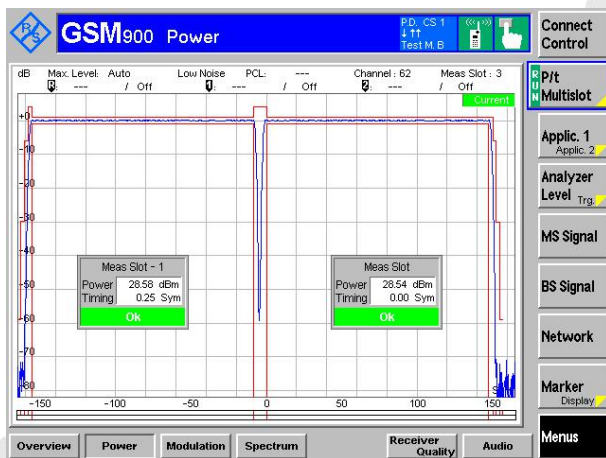 GSM900 Power
P.D. CS 1
Test M. B
Connect
Control
dB Max. Level: Auto Low Noise PCL: --- Channel : 62 Meas Slot : 3
R: --- / Off 1: --- / Off 2: --- / Off
Current
RUN
P/t
Multislot
Applic. 1
Applic. 2
Analyzer
Level Trg.
MS Signal
BS Signal
Network
Marker
Display
Menus
+0
-10
-20
-30
-40
-50
-60
-70
-80
Meas Slot - 1
Power 28.58 dBm
Timing 0.25 Sym
Ok
Meas Slot
Power 28.54 dBm
Timing 0.00 Sym
Ok
-150 -100 -50 0 50 100 150
Overview Power Modulation Spectrum Receiver Quality Audio